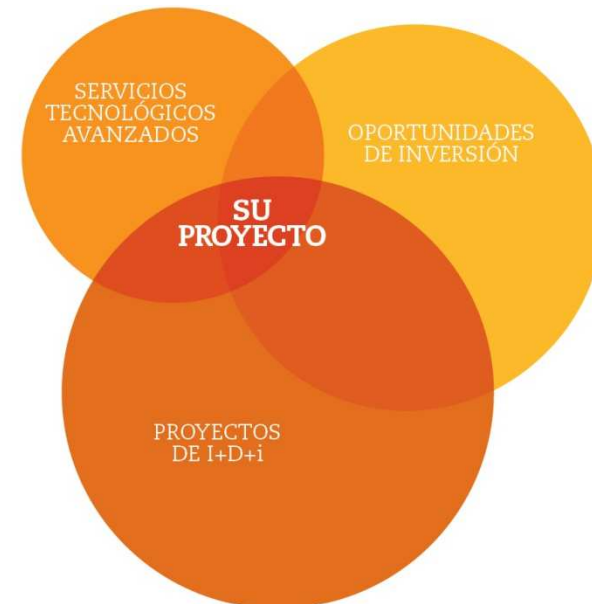 SERVICIOS
TECNOLÓGICOS
AVANZADOS
OPORTUNIDADES
DE INVERSIÓN
SU
PROYECTO
PROYECTOS
DE I+D+i